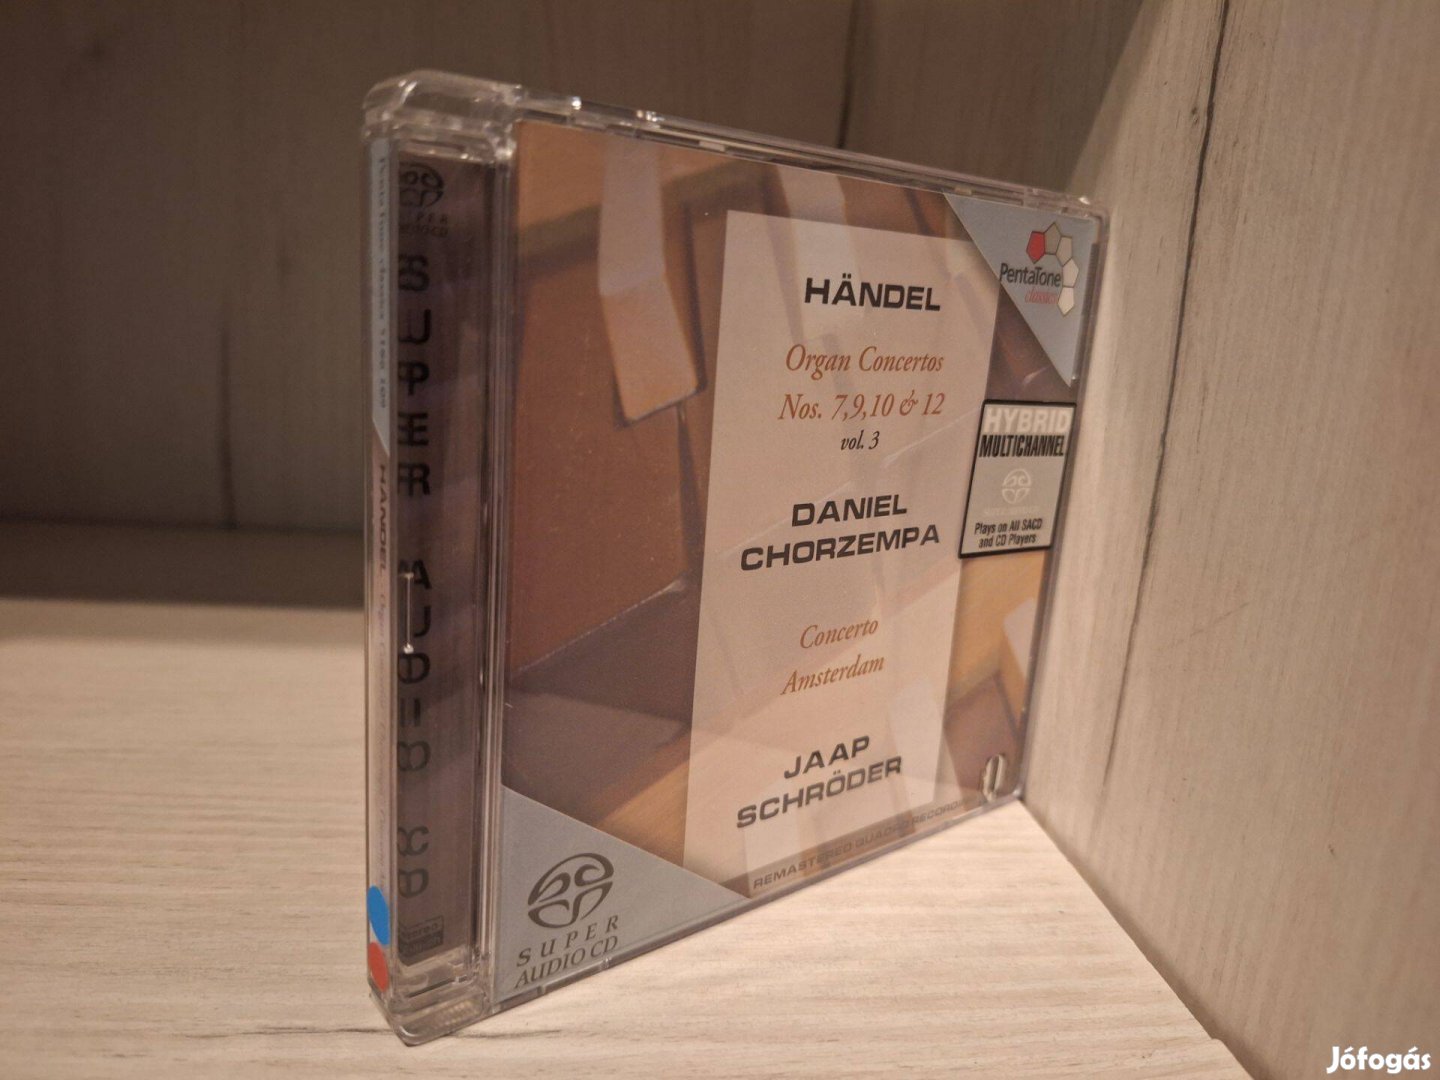 HÄNDEL
Organ Concertos
Nos. 7,9,10 & 12
vol. 3
DANIEL
CHORZEMPA
Concerto
Amsterdam
JAAP
SCHRÖDER
PentaTone
classics
HYBRID
MULTICHANNEL
Plays on All SACD
and CD Players
REMASTERED QUADRO
SUPER
AUDIO CD
SUPER AUDIO CD
HÄNDEL
Jófogás